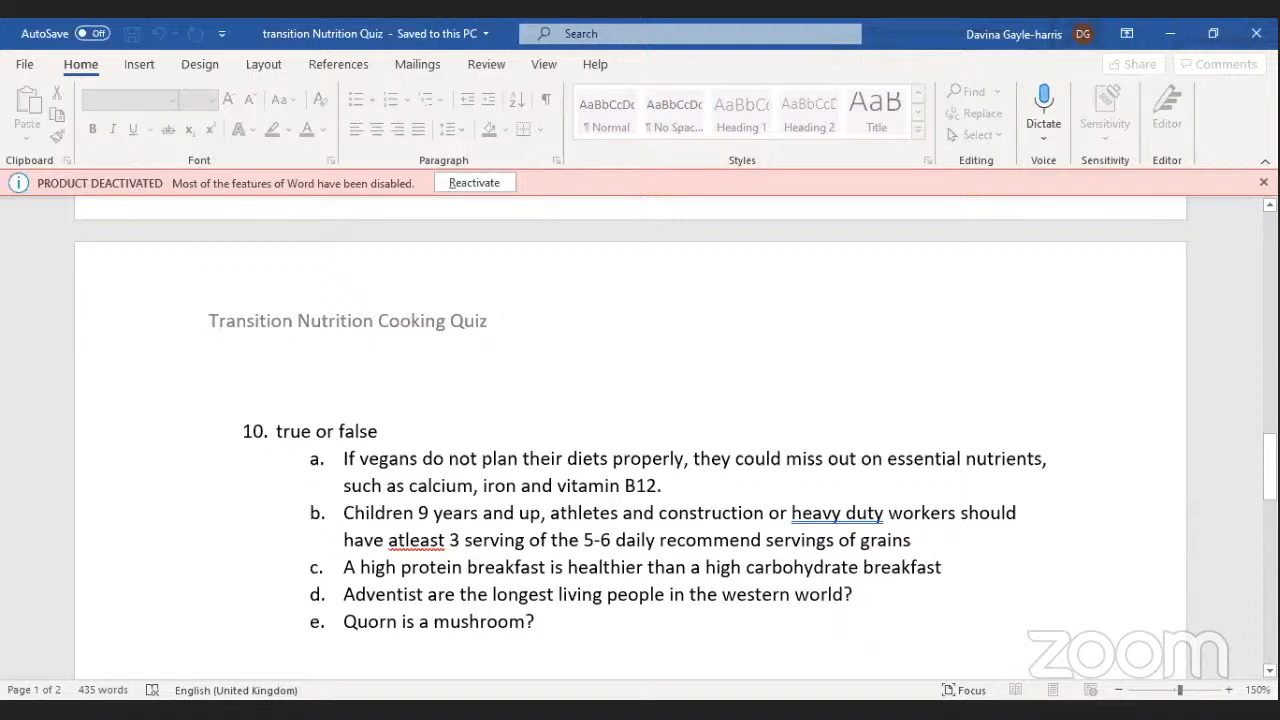 AutoSave Off transition Nutrition Quiz - Saved to this PC Search Davina Gayle-harris DG
File Home Insert Design Layout References Mailings Review View Help Share Comments
Paste
Aa
B I U ab x₂ x² A A
AaBbCcDc AaBbCcDc AaBbCc AaBbCcD AaB
¶ Normal ¶ No Spac... Heading 1 Heading 2 Title
Find
Replace
Select
Dictate Sensitivity Editor
Clipboard Font Paragraph Styles Editing Voice Sensitivity Editor
PRODUCT DEACTIVATED Most of the features of Word have been disabled. Reactivate
Transition Nutrition Cooking Quiz
10. true or false
a. If vegans do not plan their diets properly, they could miss out on essential nutrients,
such as calcium, iron and vitamin B12.
b. Children 9 years and up, athletes and construction or heavy duty workers should
have atleast 3 serving of the 5-6 daily recommend servings of grains
c. A high protein breakfast is healthier than a high carbohydrate breakfast
d. Adventist are the longest living people in the western world?
e. Quorn is a mushroom?
zoom
Page 1 of 2 435 words English (United Kingdom) Focus 150%